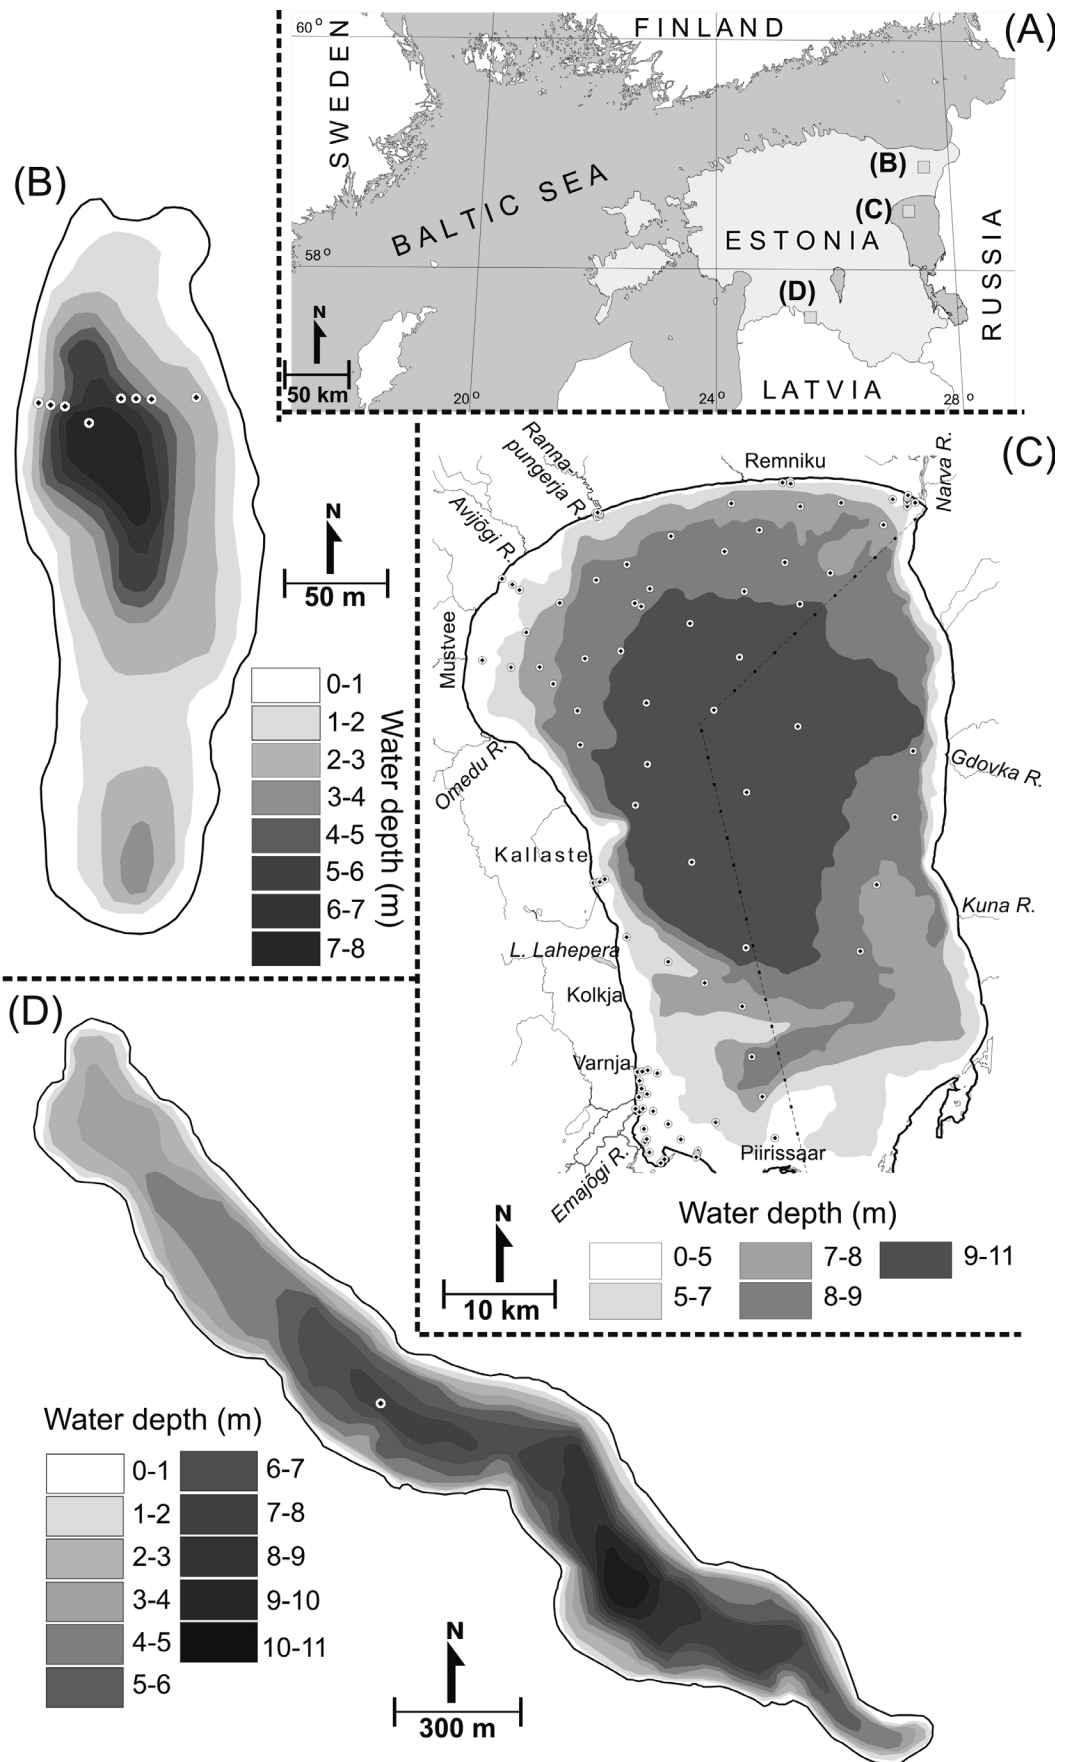 (A)
60°
SWEDEN
FINLAND
BALTIC SEA
(B)
(C)
ESTONIA
58°
(D)
RUSSIA
N
50 km
LATVIA
20°
24°
28°
(B)
N
50 m
0-1
1-2
2-3
3-4
4-5
5-6
6-7
7-8
Water depth (m)
(C)
Ranna-
pungerja R.
Remniku
Narva R.
Avijõgi R.
Mustvee
Omedu R.
Gdovka R.
Kallaste
Kuna R.
L. Lahepera
Kolkja
Varnja
Emajõgi R.
Piirissaar
N
10 km
Water depth (m)
0-5
5-7
7-8
8-9
9-11
(D)
Water depth (m)
0-1
1-2
2-3
3-4
4-5
5-6
6-7
7-8
8-9
9-10
10-11
N
300 m